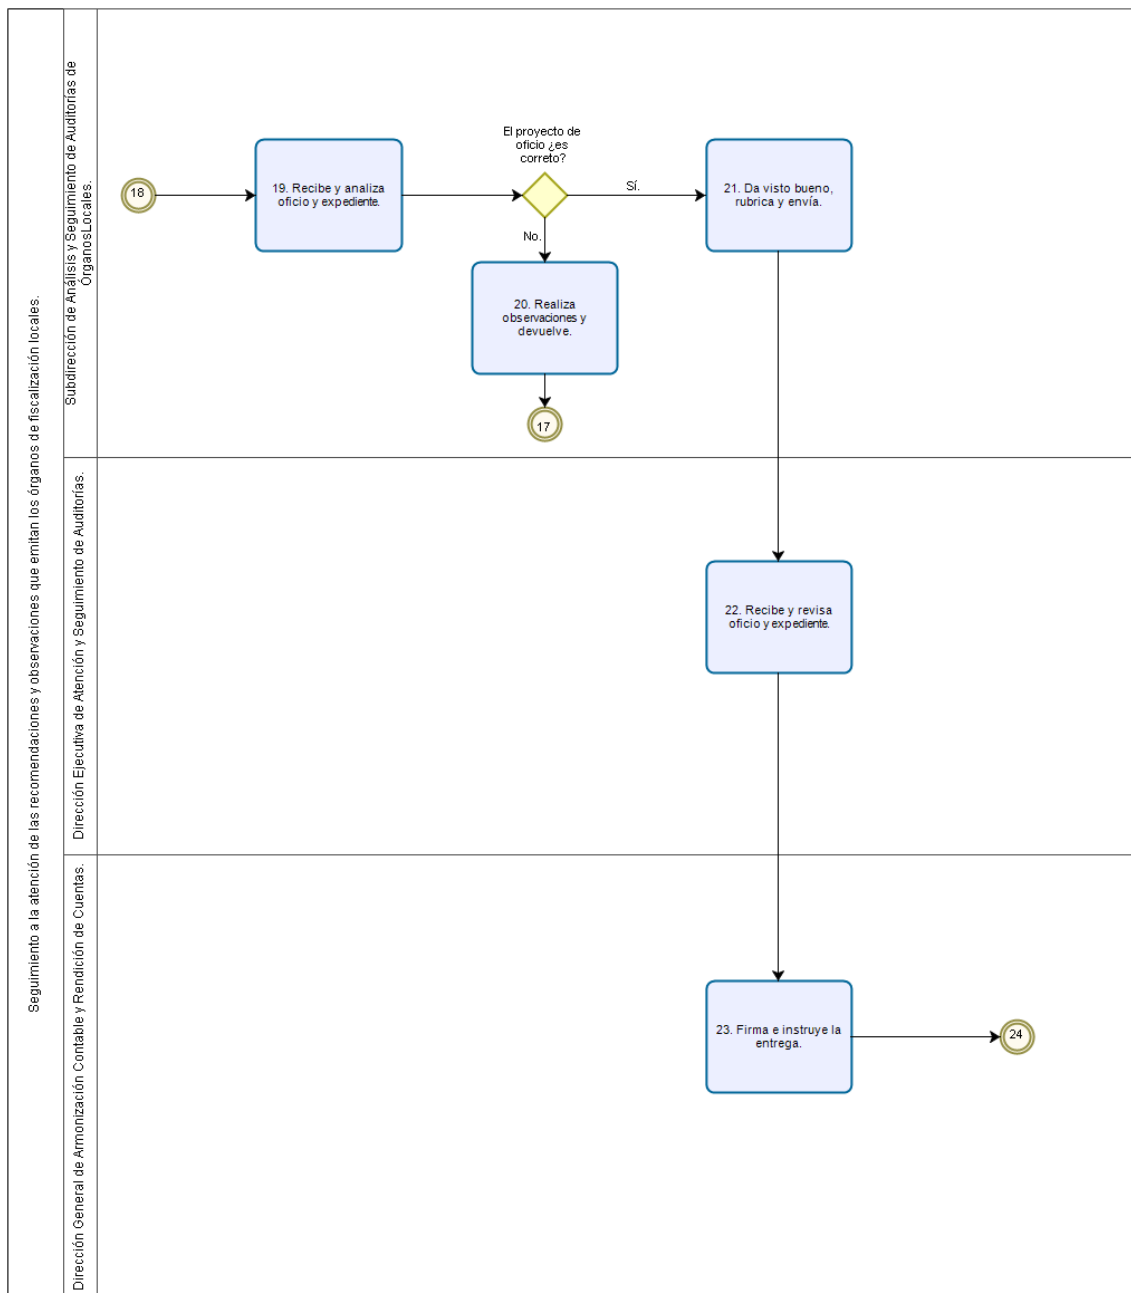 Seguimiento a la atención de las recomendaciones y observaciones que emitan los órganos de fiscalización locales.
Subdirección de Análisis y Seguimiento de Auditorías de
ÓrganosLocales.
18
19. Recibe y analiza
oficio y expediente.
El proyecto de
oficio ¿es
correcto?
Sí.
No.
20. Realiza
observaciones y
devuelve.
17
21. Da visto bueno,
rubrica y envía.
Dirección Ejecutiva de Atención y Seguimiento de Auditorías.
22. Recibe y revisa
oficio y expediente.
Dirección General de Armonización Contable y Rendición de Cuentas.
23. Firma e instruye la
entrega.
24